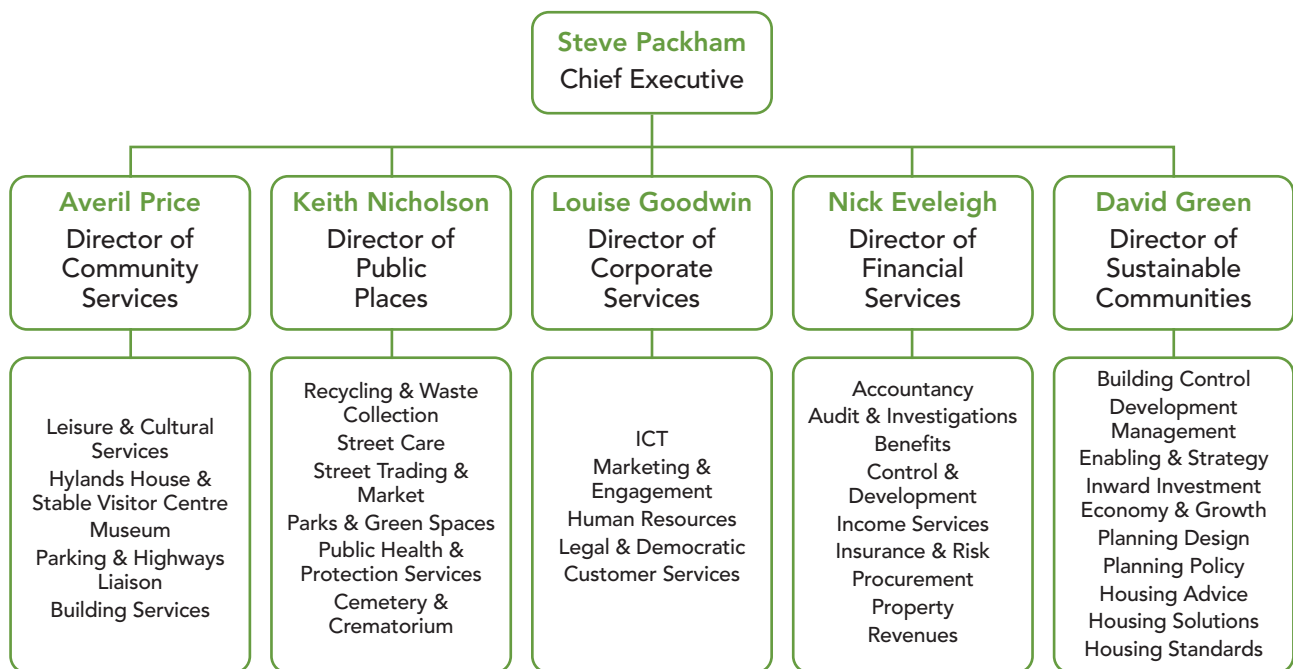 Steve Packham
Chief Executive
Averil Price
Director of
Community
Services
Keith Nicholson
Director of
Public
Places
Louise Goodwin
Director of
Corporate
Services
Nick Eveleigh
Director of
Financial
Services
David Green
Director of
Sustainable
Communities
Leisure & Cultural
Services
Hylands House &
Stable Visitor Centre
Museum
Parking & Highways
Liaison
Building Services
Recycling & Waste
Collection
Street Care
Street Trading &
Market
Parks & Green Spaces
Public Health &
Protection Services
Cemetery &
Crematorium
ICT
Marketing &
Engagement
Human Resources
Legal & Democratic
Customer Services
Accountancy
Audit & Investigations
Benefits
Control &
Development
Income Services
Insurance & Risk
Procurement
Property
Revenues
Building Control
Development
Management
Enabling & Strategy
Inward Investment
Economy & Growth
Planning Design
Planning Policy
Housing Advice
Housing Solutions
Housing Standards